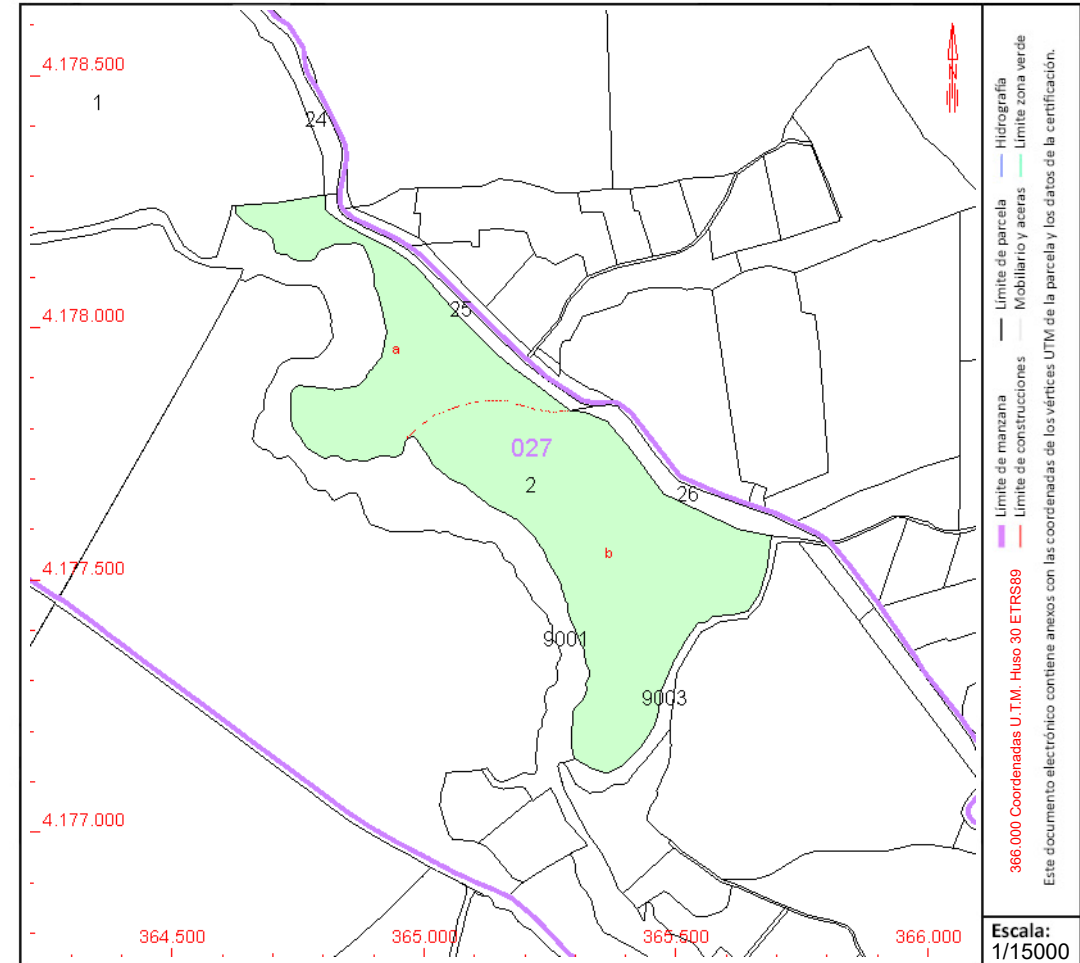 4.178.500
1
24
4.178.000
25
a
027
2
26
b
4.177.500
9001
9003
4.177.000
364.500
365.000
365.500
366.000
N
Límite de manzana
Límite de parcela
Hidrografía
Límite de construcciones
Mobiliario y aceras
Límite zona verde
366.000 Coordenadas U.T.M. Huso 30 ETRS89
Este documento electrónico contiene anexos con las coordenadas de los vértices UTM de la parcela y los datos de la certificación.
Escala:
1/15000